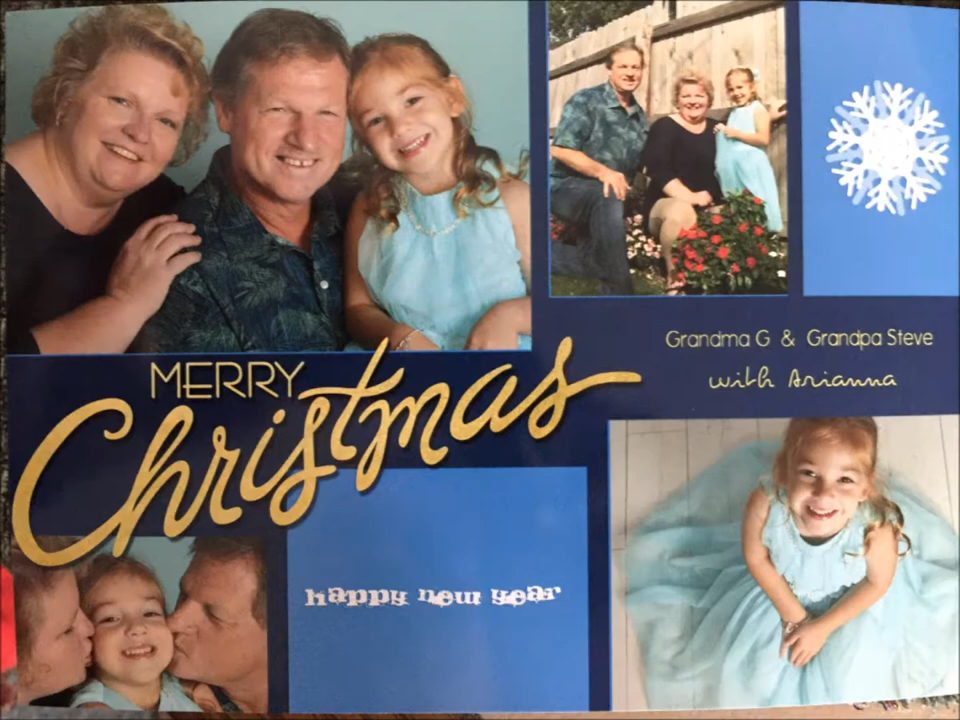 Grandma G & Grandpa Steve
with Arianna
MERRY
Christmas
happy new year